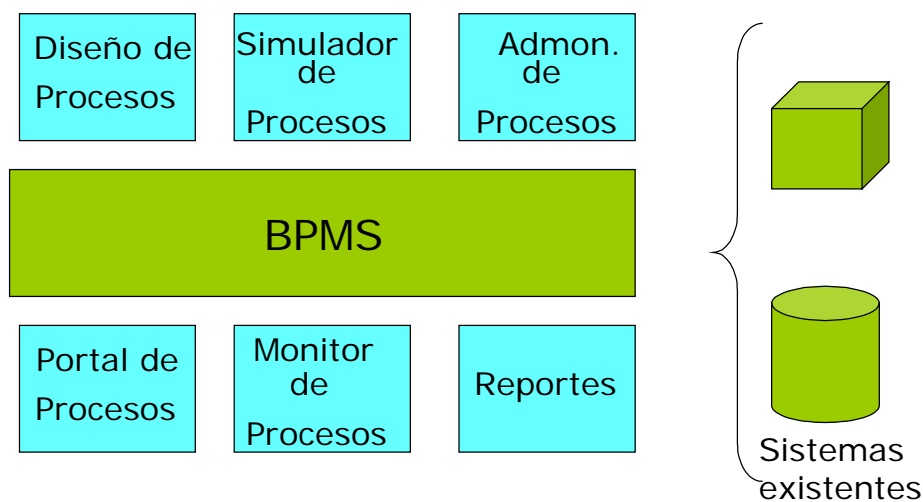 Diseño de
Procesos
Simulador
de
Procesos
Admon.
de
Procesos
BPMS
Portal de
Procesos
Monitor
de
Procesos
Reportes
Sistemas
existentes